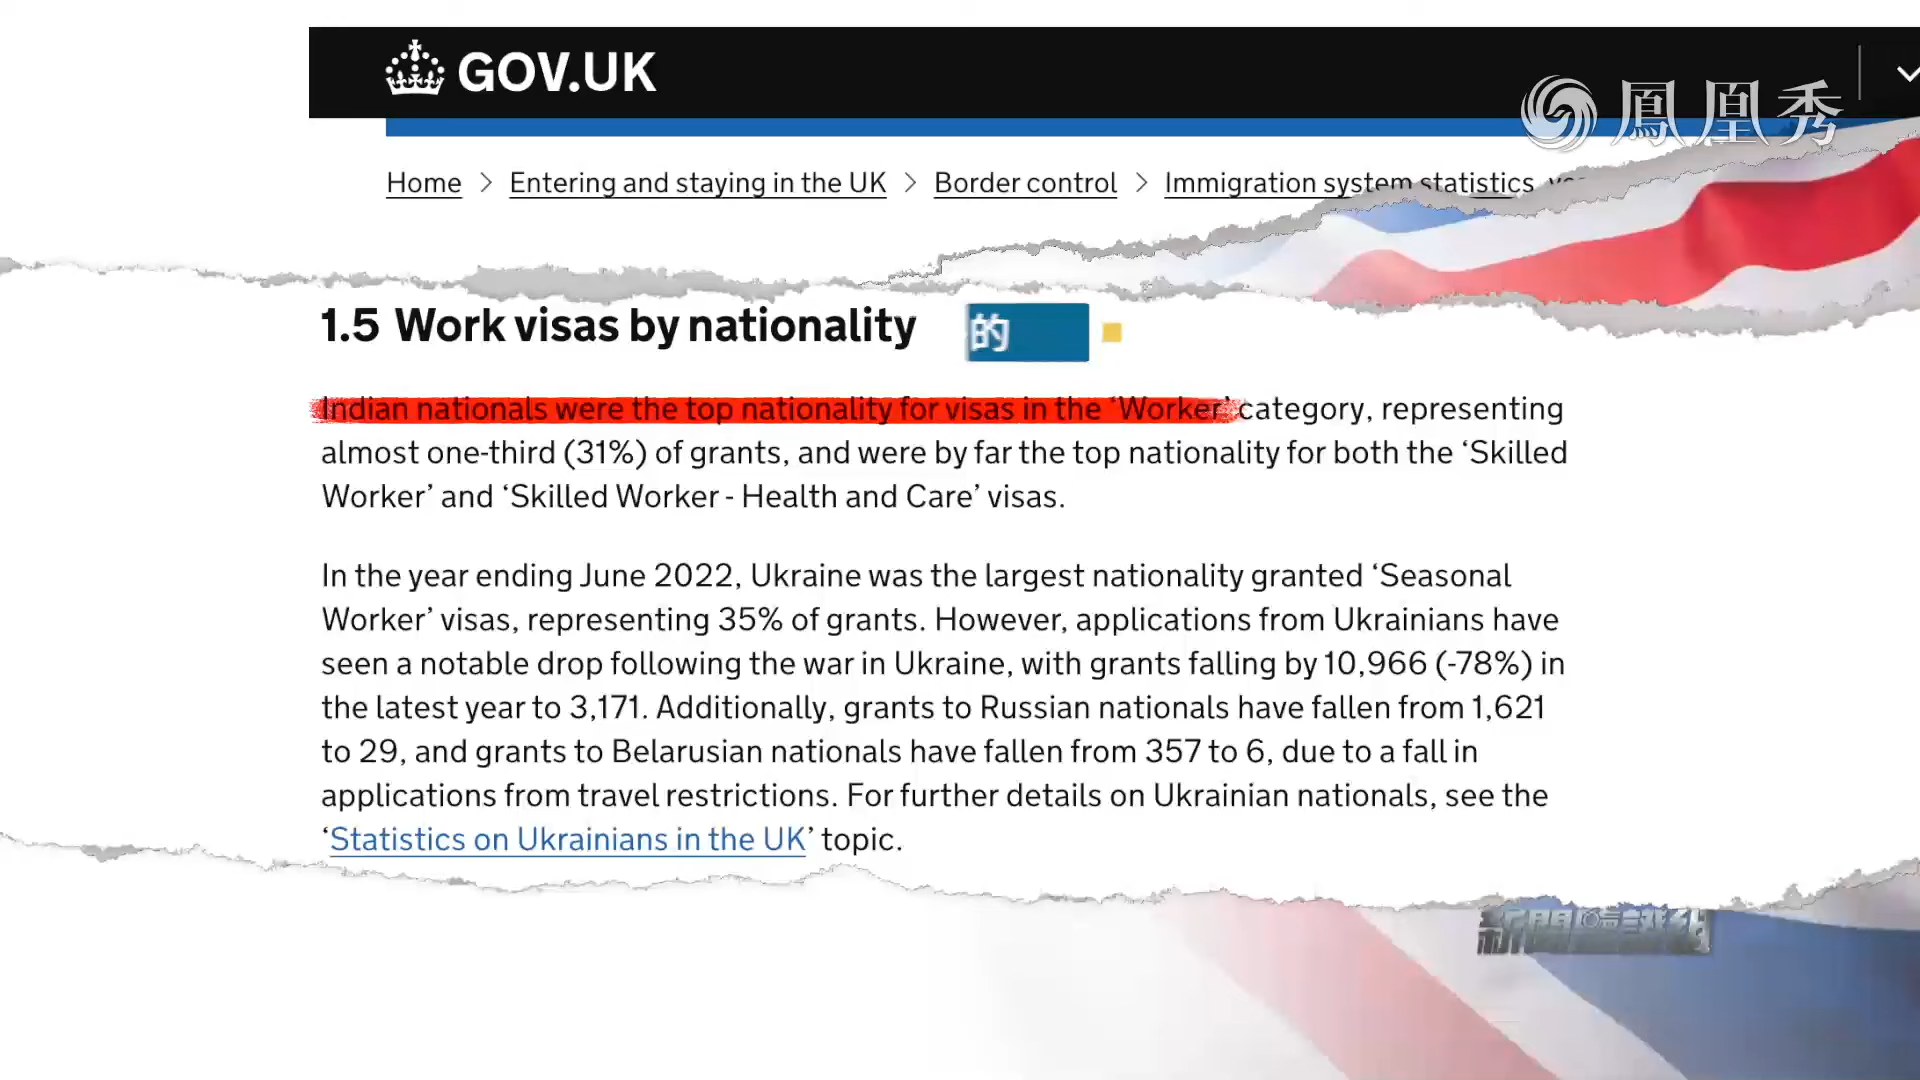 GOV.UK
鳳凰秀
Home > Entering and staying in the UK > Border control > Immigration system statistics,
1.5 Work visas by nationality
的
Indian nationals were the top nationality for visas in the ‘Worker’ category, representing
almost one-third (31%) of grants, and were by far the top nationality for both the ‘Skilled
Worker’ and ‘Skilled Worker - Health and Care’ visas.
In the year ending June 2022, Ukraine was the largest nationality granted ‘Seasonal
Worker’ visas, representing 35% of grants. However, applications from Ukrainians have
seen a notable drop following the war in Ukraine, with grants falling by 10,966 (-78%) in
the latest year to 3,171. Additionally, grants to Russian nationals have fallen from 1,621
to 29, and grants to Belarusian nationals have fallen from 357 to 6, due to a fall in
applications from travel restrictions. For further details on Ukrainian nationals, see the
‘Statistics on Ukrainians in the UK’ topic.
新聞